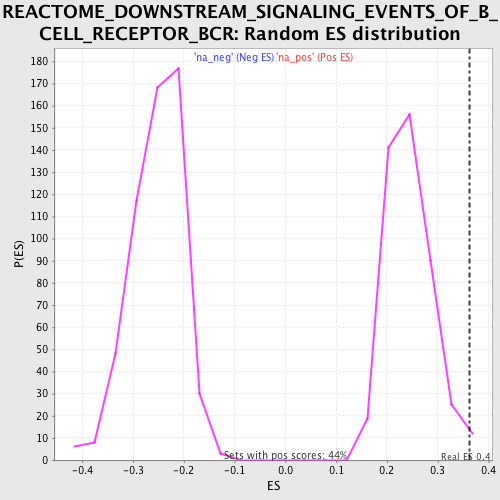 REACTOME_DOWNSTREAM_SIGNALING_EVENTS_OF_B_
CELL_RECEPTOR_BCR: Random ES distribution
'na_neg' (Neg ES) 'na_pos' (Pos ES)
180
170
160
150
140
130
120
110
100
90
80
70
60
50
40
30
20
10
0
P(ES)
Sets with pos scores: 44%
Real ES 0.4
-0.4 -0.3 -0.2 -0.1 0.0 0.1 0.2 0.3 0.4
ES